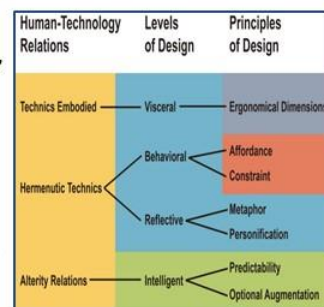 Human-Technology Levels Principles
Relations of Design of Design
Technics Embodied Visceral Ergonomical Dimension
Behavioral Affordance
Constraint
Hermenutic Technics
Reflective Metaphor
Personification
Alterity Relations Intelligent Predictability
Optional Augmentation